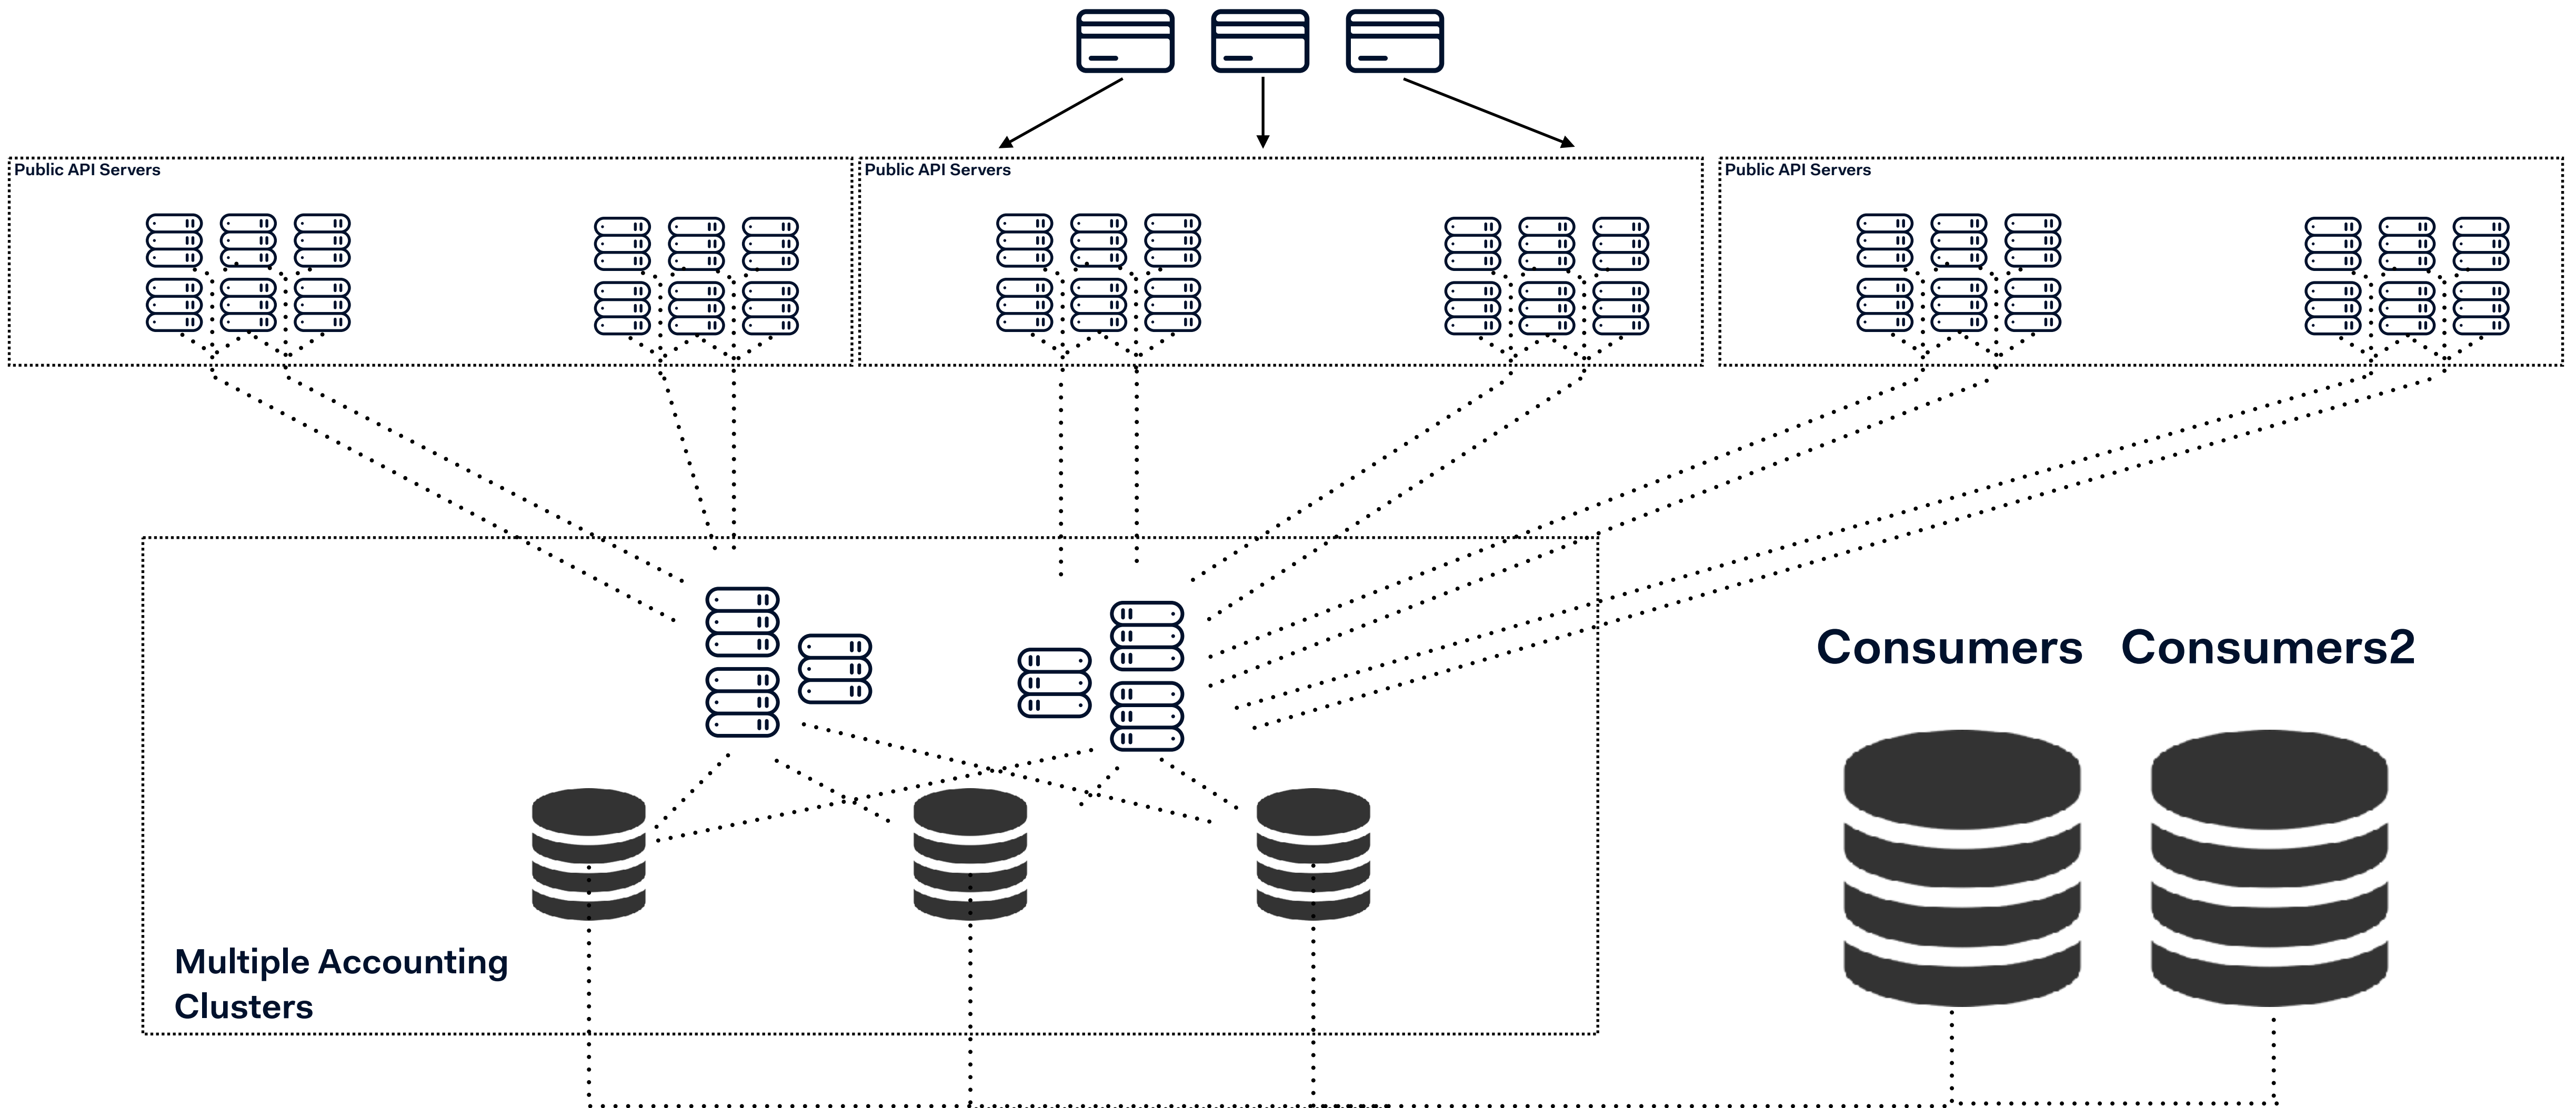 Public API Servers
Public API Servers
Public API Servers
Consumers
Consumers2
Multiple Accounting
Clusters